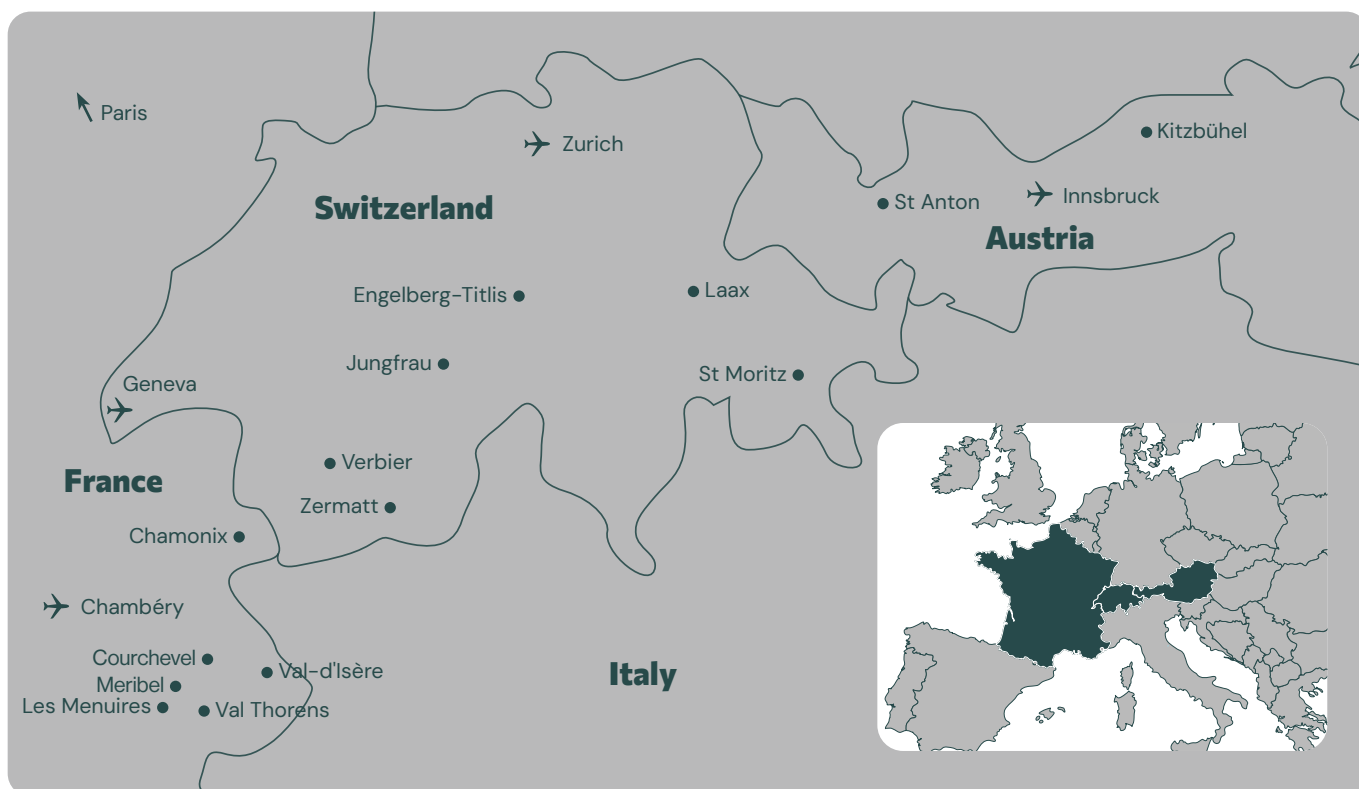 Paris
Zurich
Kitzbühel
Switzerland
St Anton
Innsbruck
Austria
Engelberg-Titlis
Laax
Jungfrau
Geneva
St Moritz
Verbier
France
Zermatt
Chamonix
Chambéry
Courchevel
Val-d'Isère
Italy
Meribel
Les Menuires
Val Thorens